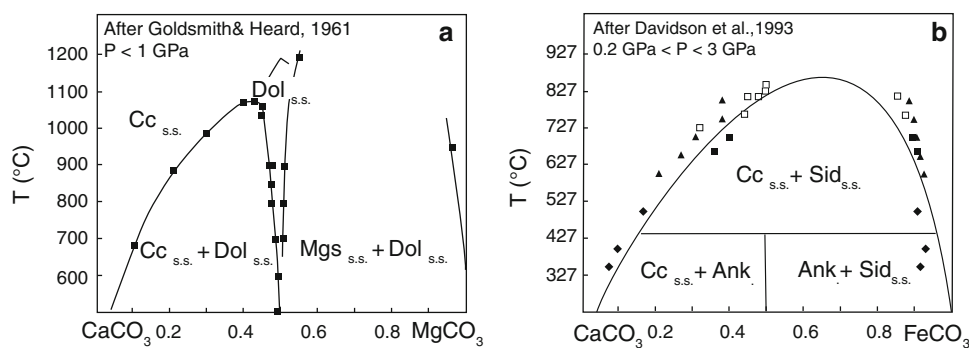 After Goldsmith& Heard, 1961
P < 1 GPa
a
1200
1100
1000
900
800
700
600
T (°C)
Dol s.s.
Cc s.s.
Cc s.s. + Dol s.s.
Mgs s.s. + Dol s.s.
CaCO3 0.2 0.4 0.6 MgCO3
After Davidson et al.,1993
0.2 GPa < P < 3 GPa
b
927
827
727
627
527
427
327
T (°C)
Cc s.s. + Sid s.s.
Cc s.s. + Ank.
Ank + Sid s.s.
CaCO3 0.2 0.4 0.6 0.8 FeCO3